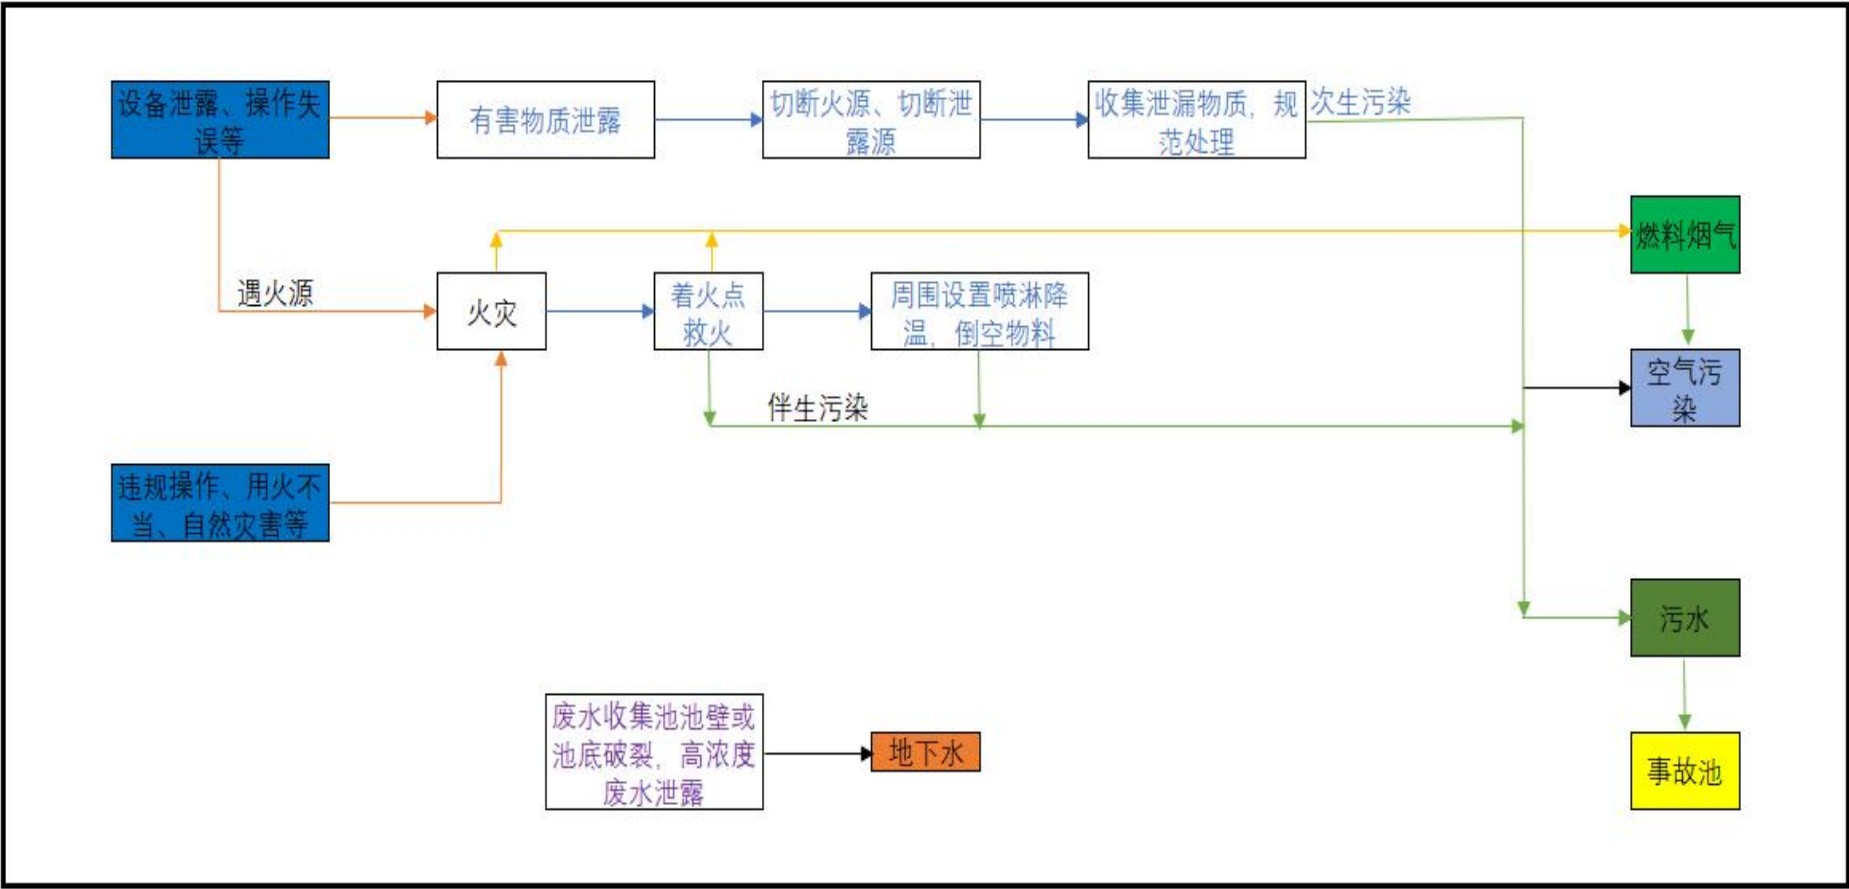 设备泄露、操作失
误等
有害物质泄露
切断火源、切断泄
露源
收集泄漏物质，规
范处理
次生污染
燃料烟气
遇火源
火灾
着火点
救火
周围设置喷淋降
温，倒空物料
空气污
染
伴生污染
违规操作、用火不
当、自然灾害等
污水
废水收集池池壁或
池底破裂，高浓度
废水泄露
地下水
事故池